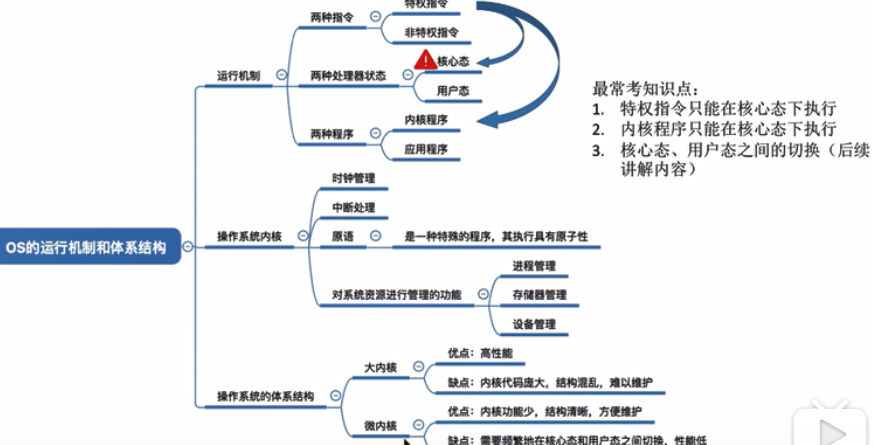 特权指令
两种指令
非特权指令
核心态
运行机制
两种处理器状态
用户态
内核程序
两种程序
应用程序
最常考知识点：
1. 特权指令只能在核心态下执行
2. 内核程序只能在核心态下执行
3. 核心态、用户态之间的切换（后续
讲解内容）
时钟管理
中断处理
OS的运行机制和体系结构
操作系统内核
原语
是一种特殊的程序，其执行具有原子性
进程管理
对系统资源进行管理的功能
存储器管理
设备管理
优点：高性能
大内核
缺点：内核代码庞大，结构混乱，难以维护
操作系统的体系结构
优点：内核功能少，结构清晰，方便维护
微内核
缺点：需要频繁地在核心态和用户态之间切换，性能低